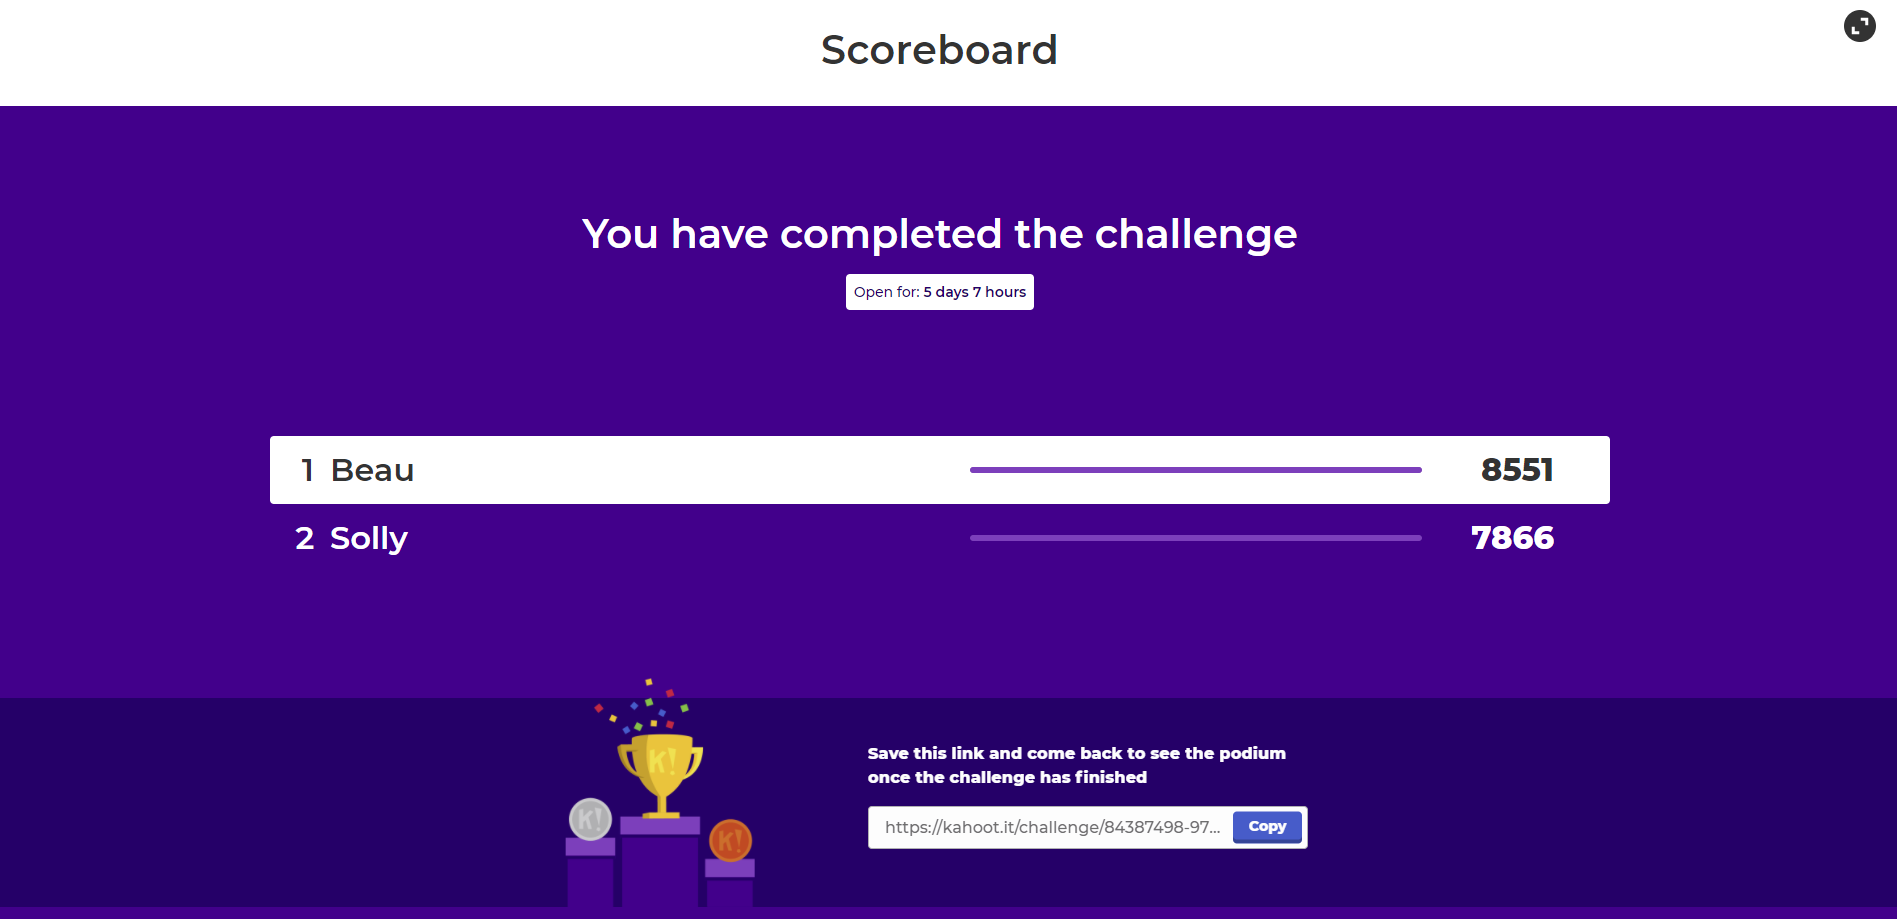 Scoreboard
You have completed the challenge
Open for: 5 days 7 hours
1 Beau 8551
2 Solly 7866
Save this link and come back to see the podium
once the challenge has finished
https://kahoot.it/challenge/84387498-97... Copy
K!
K!
K!